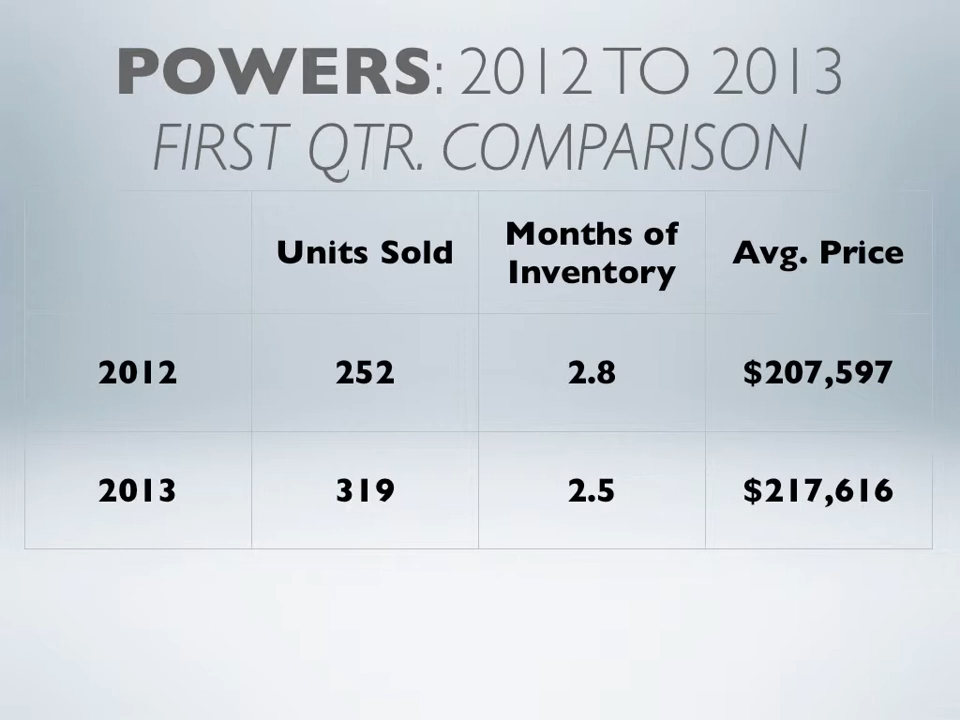 POWERS: 2012 TO 2013
FIRST QTR. COMPARISON
Units Sold
Months of
Inventory
Avg. Price
2012 252 2.8 $207,597
2013 319 2.5 $217,616